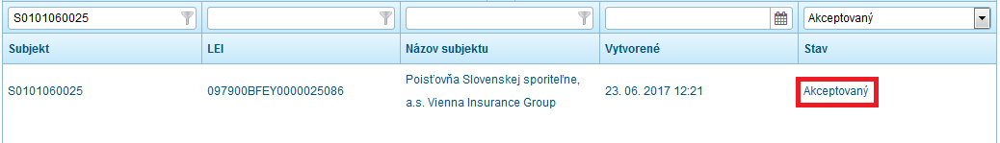 S0101060025 Akceptovaný
Subjekt LEI Názov subjektu Vytvorené Stav
S0101060025 097900BFEY0000025086 Poisťovňa Slovenskej sporiteľne, 23. 06. 2017 12:21 Akceptovaný
a.s. Vienna Insurance Group